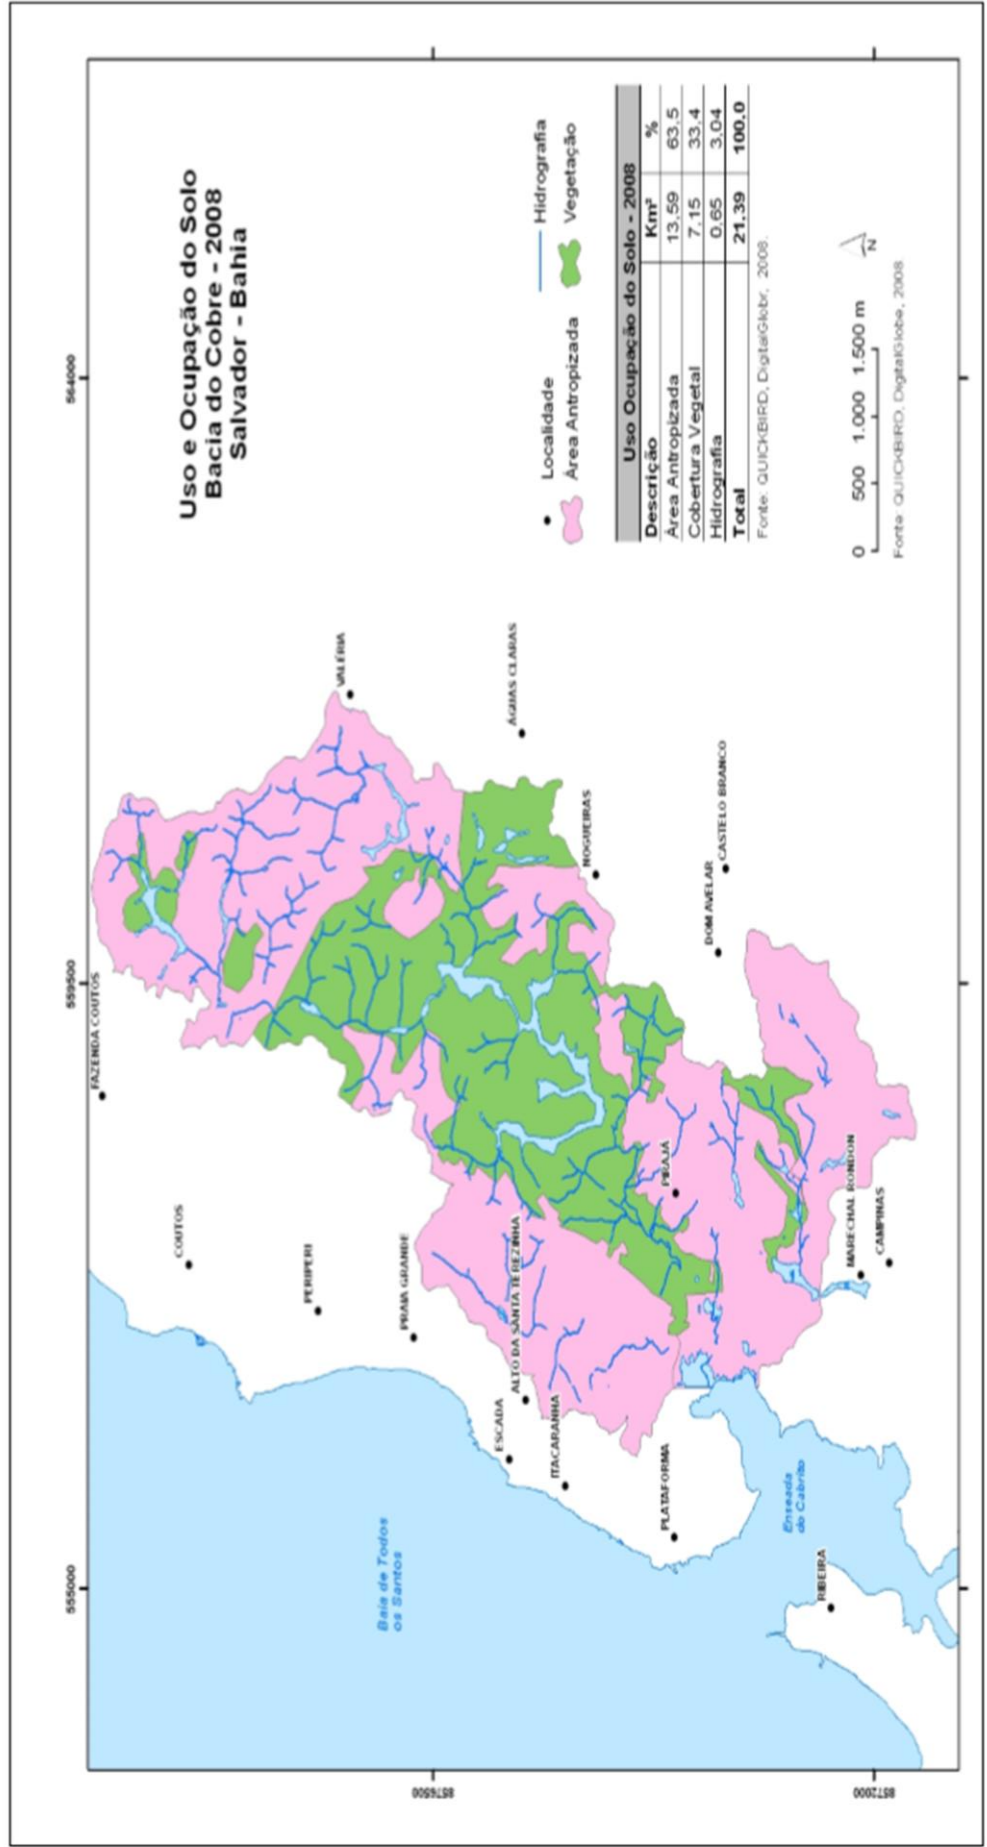 Uso e Ocupação do Solo
Bacia do Cobre - 2008
Salvador - Bahia
Localidade
Hidrografia
Área Antropizada
Vegetação
Uso Ocupação do Solo - 2008
Descrição Km² %
Área Antropizada 13,59 63,5
Cobertura Vegetal 7,15 33,4
Hidrografia 0,65 3,04
Total 21,39 100,0
Fonte: QUICKBIRD, DigitalGlobr, 2008.
0 500 1.000 1.500 m
N
Fonte: QUICKBIRD, DigitalGlobe, 2008
555000
559500
564000
8576500
8572000
FAZENDA COUTOS
COUTOS
PERIPERI
PRAIA GRANDE
VALÉRIA
ÁGUAS CLARAS
NOGUEIRAS
ESCADA
ALTO DA SANTA TEREZINHA
ITACARANHA
PLATAFORMA
PIRAJÁ
DOM AVELAR
CASTELO BRANCO
MARECHAL RONDON
CAMPINAS
RIBEIRA
Baia de Todos
os Santos
Enseada
do Cabrito